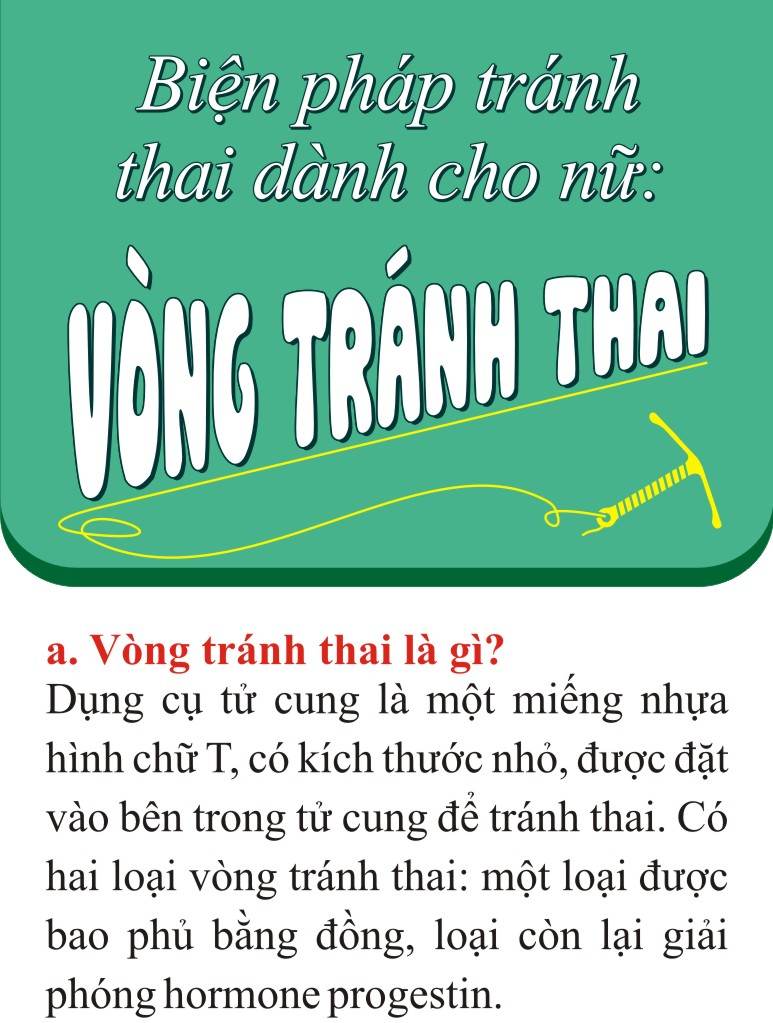 Biện pháp tránh
thai dành cho nữ:
VÒNG TRÁNH THAI
a. Vòng tránh thai là gì?
Dụng cụ tử cung là một miếng nhựa
hình chữ T, có kích thước nhỏ, được đặt
vào bên trong tử cung để tránh thai. Có
hai loại vòng tránh thai: một loại được
bao phủ bằng đồng, loại còn lại giải
phóng hormone progestin.